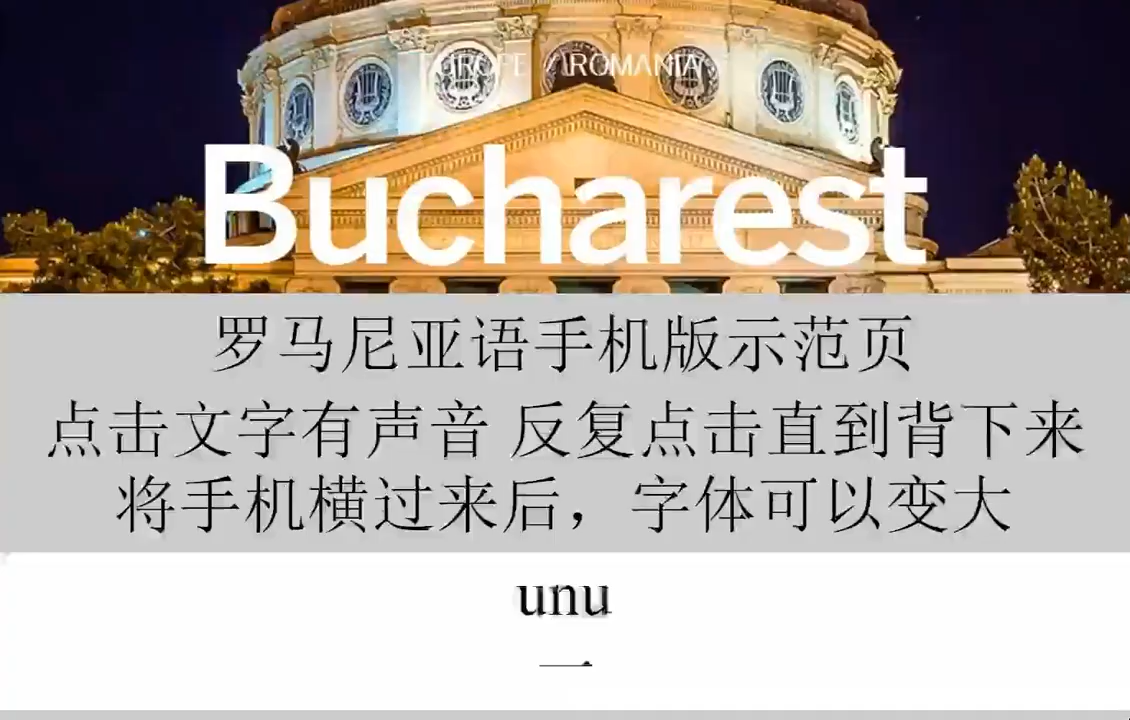 EUROPE / ROMANIA
Bucharest
罗马尼亚语手机版示范页
点击文字有声音 反复点击直到背下来
将手机横过来后，字体可以变大
unu
一